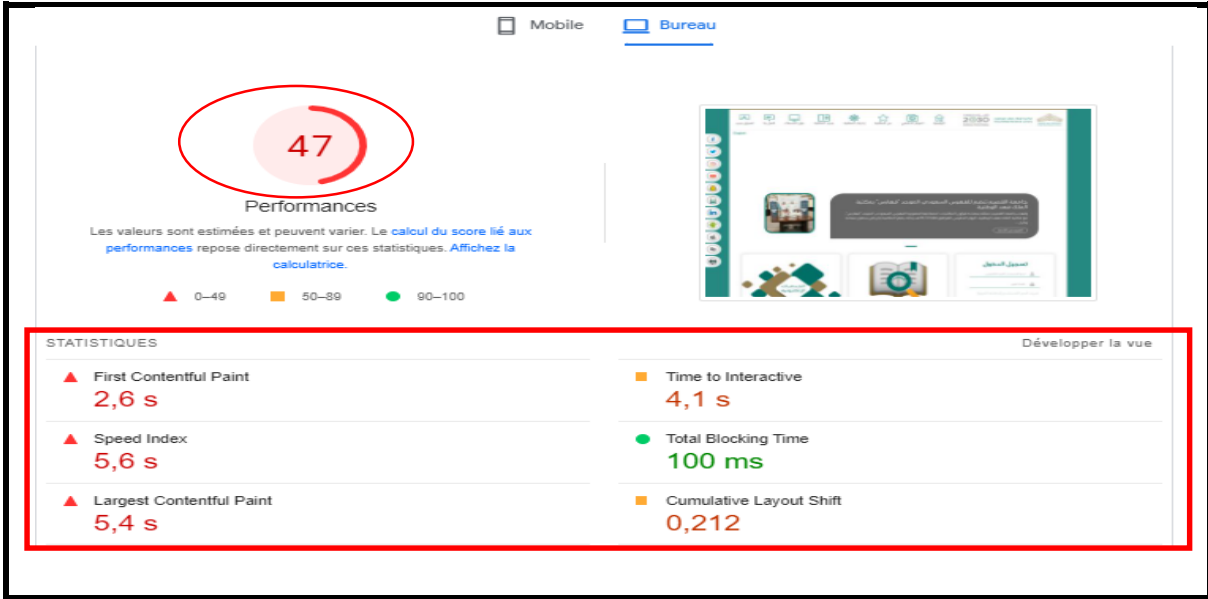 Mobile
Bureau
47
Performances
Les valeurs sont estimées et peuvent varier. Le calcul du score lié aux
performances repose directement sur ces statistiques. Affichez la
calculatrice.
0–49
50–89
90–100
2030
STATISTIQUES
Développer la vue
First Contentful Paint
2,6 s
Time to Interactive
4,1 s
Speed Index
5,6 s
Total Blocking Time
100 ms
Largest Contentful Paint
5,4 s
Cumulative Layout Shift
0,212
تسجيل الدخول